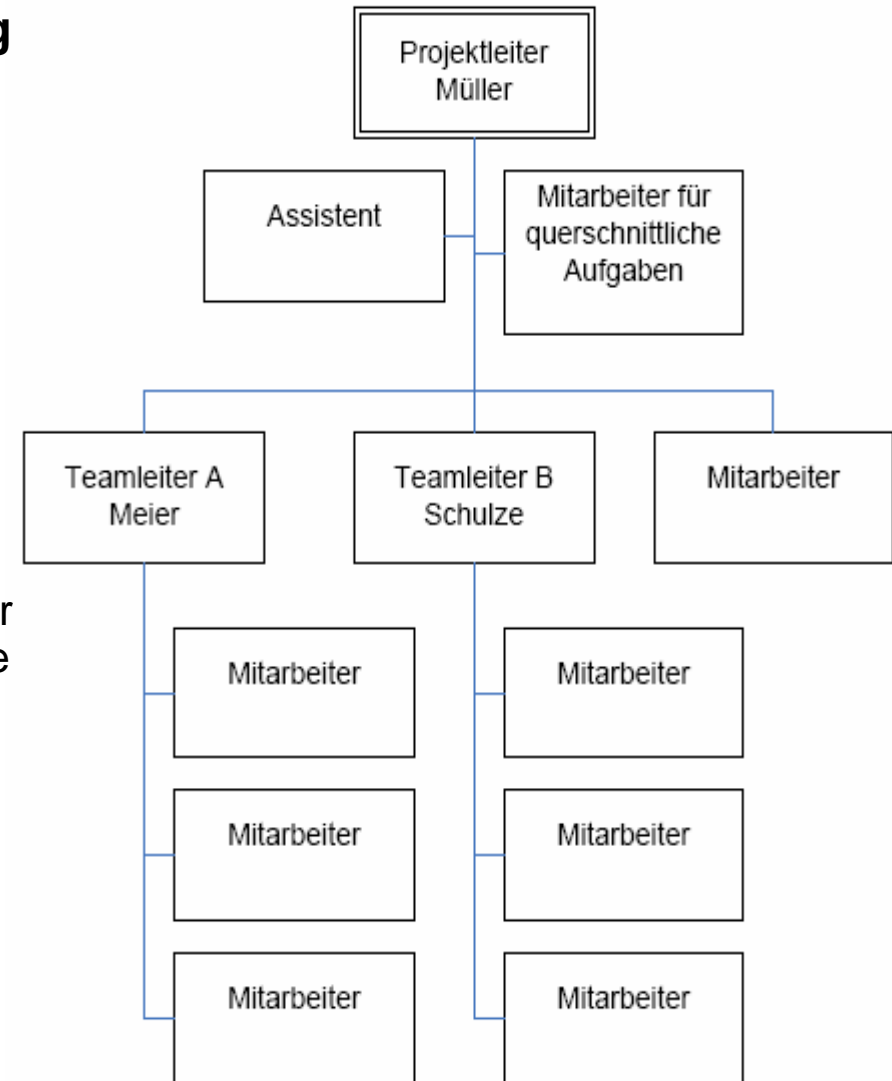 g
Projektleiter
Müller
Assistent
Mitarbeiter für
querschnittliche
Aufgaben
Teamleiter A
Meier
Teamleiter B
Schulze
Mitarbeiter
r
e
Mitarbeiter
Mitarbeiter
Mitarbeiter
Mitarbeiter
Mitarbeiter
Mitarbeiter